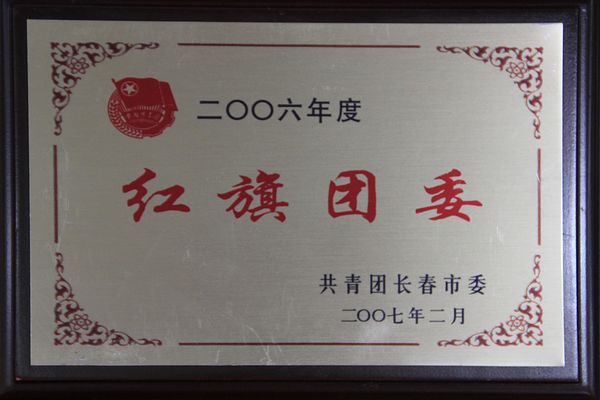 二〇〇六年度
红旗团委
共青团长春市委
二〇〇七年二月